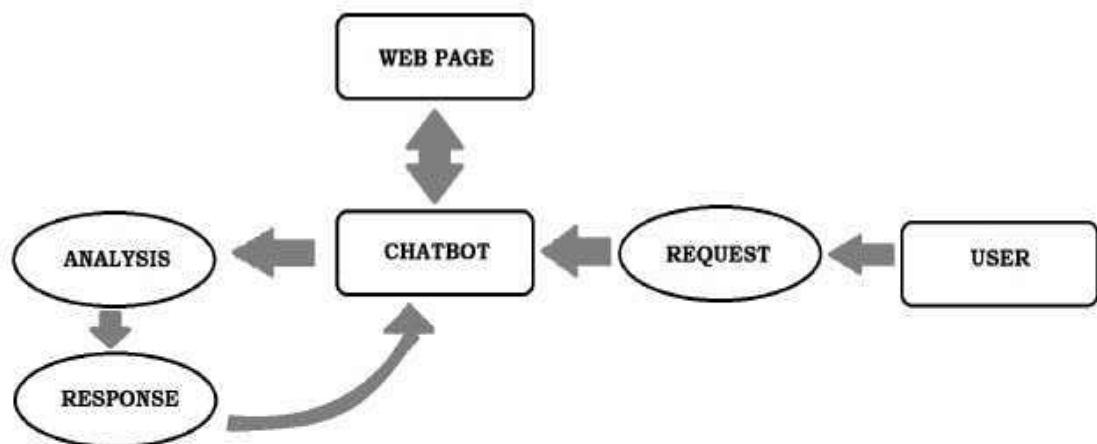 WEB PAGE
ANALYSIS
CHATBOT
REQUEST
USER
RESPONSE